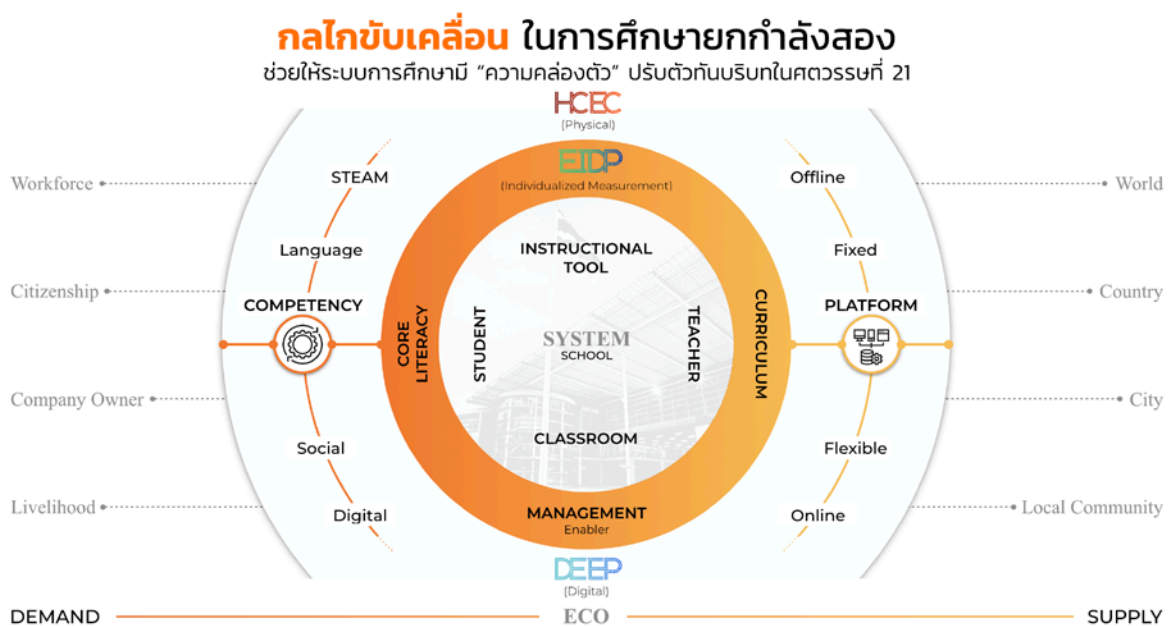 กลไกขับเคลื่อน ในการศึกษายกกำลังสอง
ช่วยให้ระบบการศึกษามี “ความคล่องตัว” ปรับตัวทันบริบทในศตวรรษที่ 21
HCEC
(Physical)
EIDP
(Individualized Measurement)
Workforce
STEAM
Offline
World
Language
INSTRUCTIONAL
TOOL
Fixed
Citizenship
COMPETENCY
PLATFORM
Country
CORE
LITERACY
STUDENT
SYSTEM
SCHOOL
TEACHER
CURRICULUM
Company Owner
City
CLASSROOM
Social
Flexible
Livelihood
Digital
MANAGEMENT
Enabler
Online
Local Community
DEEP
(Digital)
DEMAND
ECO
SUPPLY